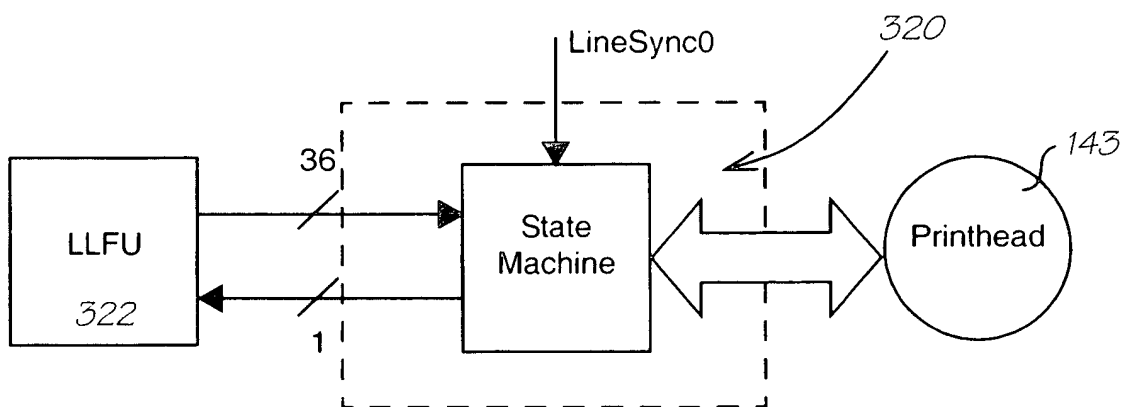 LineSync0
320
36
143
LLFU
State
Machine
Printhead
322
1